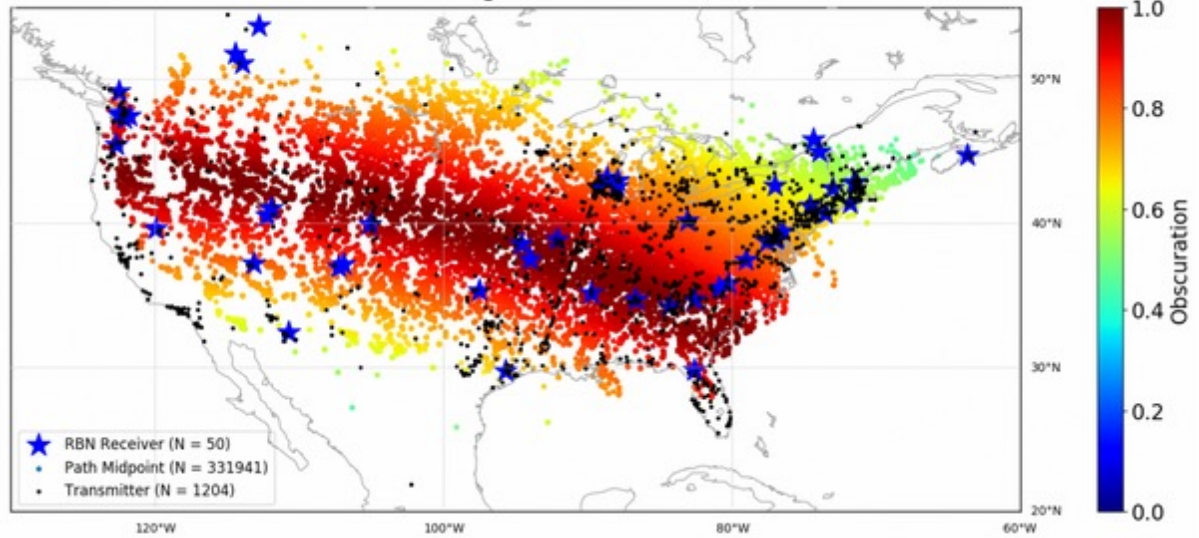 1.0
50°N
0.8
0.6
40°N
Obscuration
0.4
30°N
0.2
RBN Receiver (N = 50)
Path Midpoint (N = 331941)
Transmitter (N = 1204)
20°N
0.0
120°W
100°W
80°W
60°W